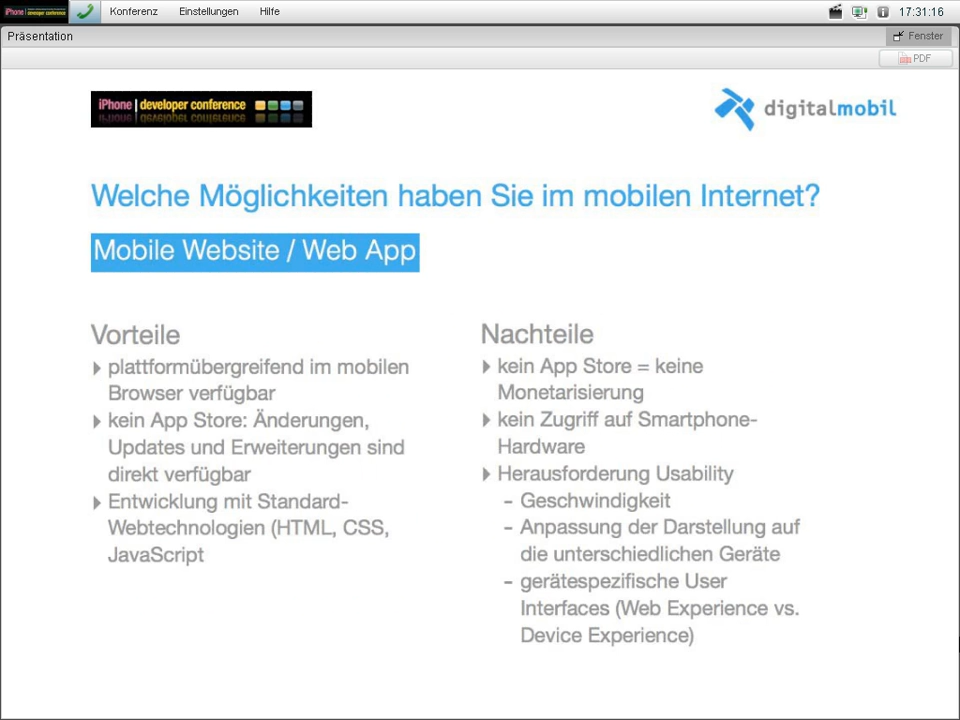 iPhone | developer conference
Konferenz Einstellungen Hilfe
17:31:16
Präsentation
Fenster
PDF
iPhone | developer conference
digitalmobil
Welche Möglichkeiten haben Sie im mobilen Internet?
Mobile Website / Web App
Vorteile
plattformübergreifend im mobilen
Browser verfügbar
kein App Store: Änderungen,
Updates und Erweiterungen sind
direkt verfügbar
Entwicklung mit Standard-
Webtechnologien (HTML, CSS,
JavaScript
Nachteile
kein App Store = keine
Monetarisierung
kein Zugriff auf Smartphone-
Hardware
Herausforderung Usability
- Geschwindigkeit
- Anpassung der Darstellung auf
die unterschiedlichen Geräte
- gerätespezifische User
Interfaces (Web Experience vs.
Device Experience)